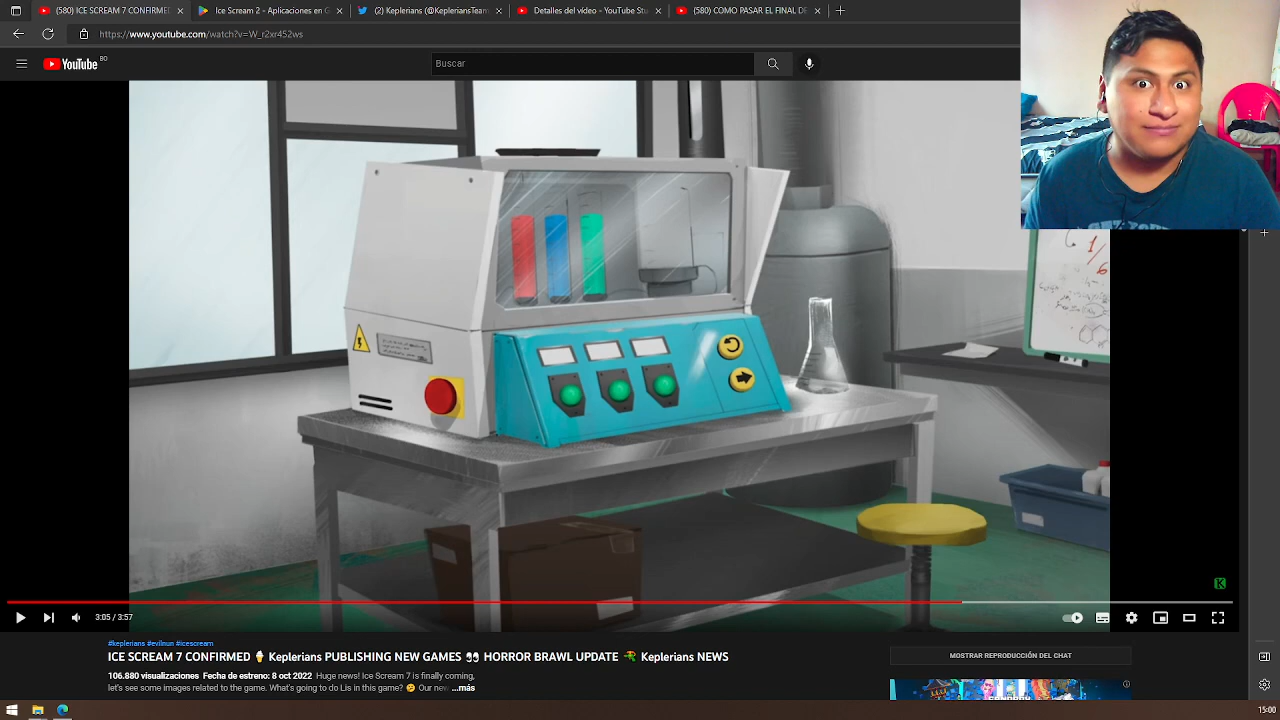 (580) ICE SCREAM 7 CONFIRMED
Ice Scream 2 - Aplicaciones en G
(2) Keplerians (@KepleriansTeam
Detalles del vídeo - YouTube Stu
(580) COMO PASAR EL FINAL DE
https://www.youtube.com/watch?v=W_r2xr452ws
YouTube BO
Buscar
3:05 / 3:57
#keplerians #evilnun #icescream
ICE SCREAM 7 CONFIRMED 🍦 Keplerians PUBLISHING NEW GAMES 👀 HORROR BRAWL UPDATE 🧟 Keplerians NEWS
106.880 visualizaciones Fecha de estreno: 8 oct 2022 Huge news! Ice Scream 7 is finally coming,
let's see some images related to the game. What's going to do Lis in this game? 🤔 Our new ...más
MOSTRAR REPRODUCCIÓN DEL CHAT
15:00